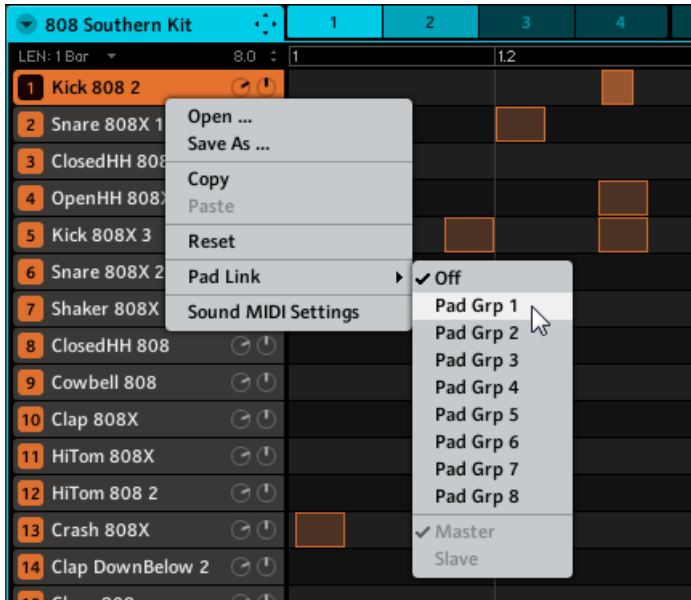 808 Southern Kit
1 2 3 4
LEN: 1 Bar 8.0 1 1.2
1 Kick 808 2
2 Snare 808X 1
3 ClosedHH 808
4 OpenHH 808X
5 Kick 808X 3
6 Snare 808X 2
7 Shaker 808X
8 ClosedHH 808
9 Cowbell 808
10 Clap 808X
11 HiTom 808X
12 HiTom 808 2
13 Crash 808X
14 Clap DownBelow 2
Open ...
Save As ...
Copy
Paste
Reset
Pad Link
Sound MIDI Settings
Off
Pad Grp 1
Pad Grp 2
Pad Grp 3
Pad Grp 4
Pad Grp 5
Pad Grp 6
Pad Grp 7
Pad Grp 8
Master
Slave